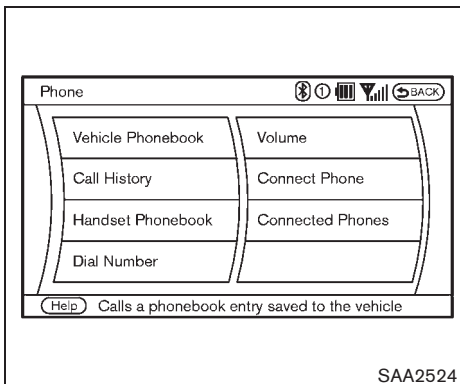 Phone ① BACK
Vehicle Phonebook
Call History
Handset Phonebook
Dial Number
Volume
Connect Phone
Connected Phones
Help Calls a phonebook entry saved to the vehicle
SAA2524